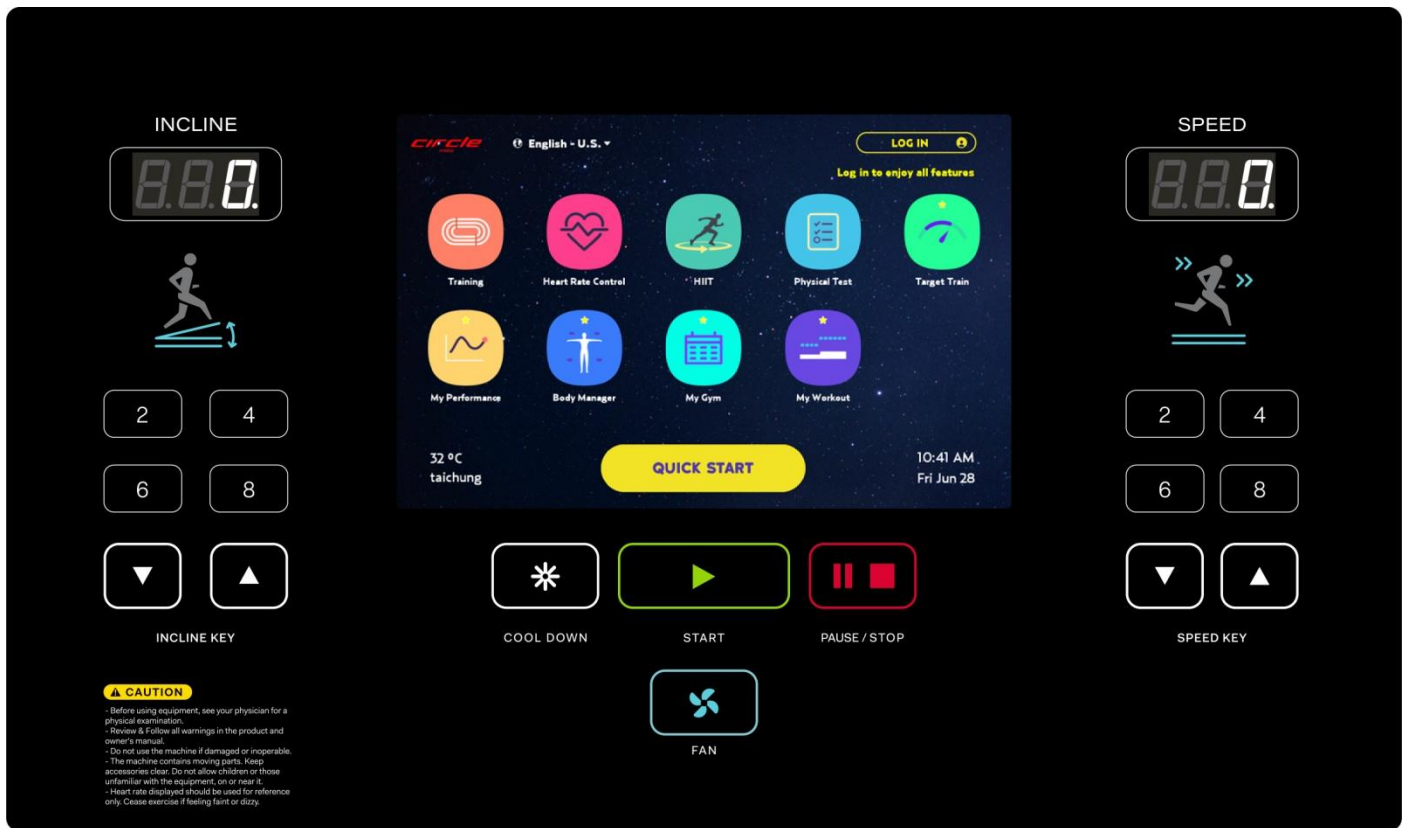 INCLINE
0.
2 4
6 8
INCLINE KEY
CAUTION
- Before using equipment, see your physician for a
physical examination.
- Review & Follow all warnings in the product and
owner's manual.
- Do not use the machine if damaged or inoperable.
- The machine contains moving parts. Keep
accessories clear. Do not allow children or those
unfamiliar with the equipment, on or near it.
- Heart rate displayed should be used for reference
only. Cease exercise if feeling faint or dizzy.
circle
English - U.S.
LOG IN
Log in to enjoy all features
Training Heart Rate Control HIIT Physical Test Target Train
My Performance Body Manager My Gym My Workout
32 ºC
taichung
QUICK START
10:41 AM
Fri Jun 28
COOL DOWN START PAUSE / STOP
FAN
SPEED
0.
2 4
6 8
SPEED KEY